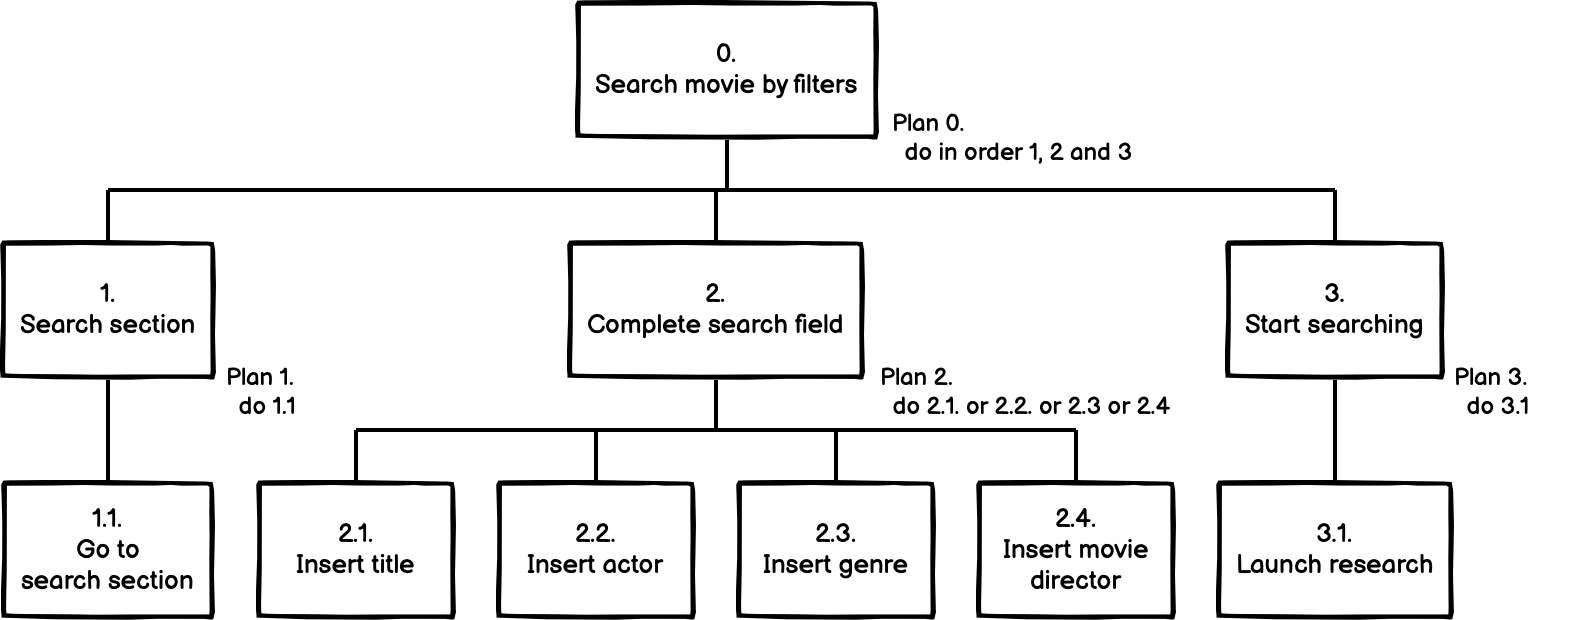 0.
Search movie by filters
Plan 0.
do in order 1, 2 and 3
1.
Search section
Plan 1.
do 1.1
2.
Complete search field
Plan 2.
do 2.1. or 2.2. or 2.3 or 2.4
3.
Start searching
Plan 3.
do 3.1
1.1.
Go to
search section
2.1.
Insert title
2.2.
Insert actor
2.3.
Insert genre
2.4.
Insert movie
director
3.1.
Launch research